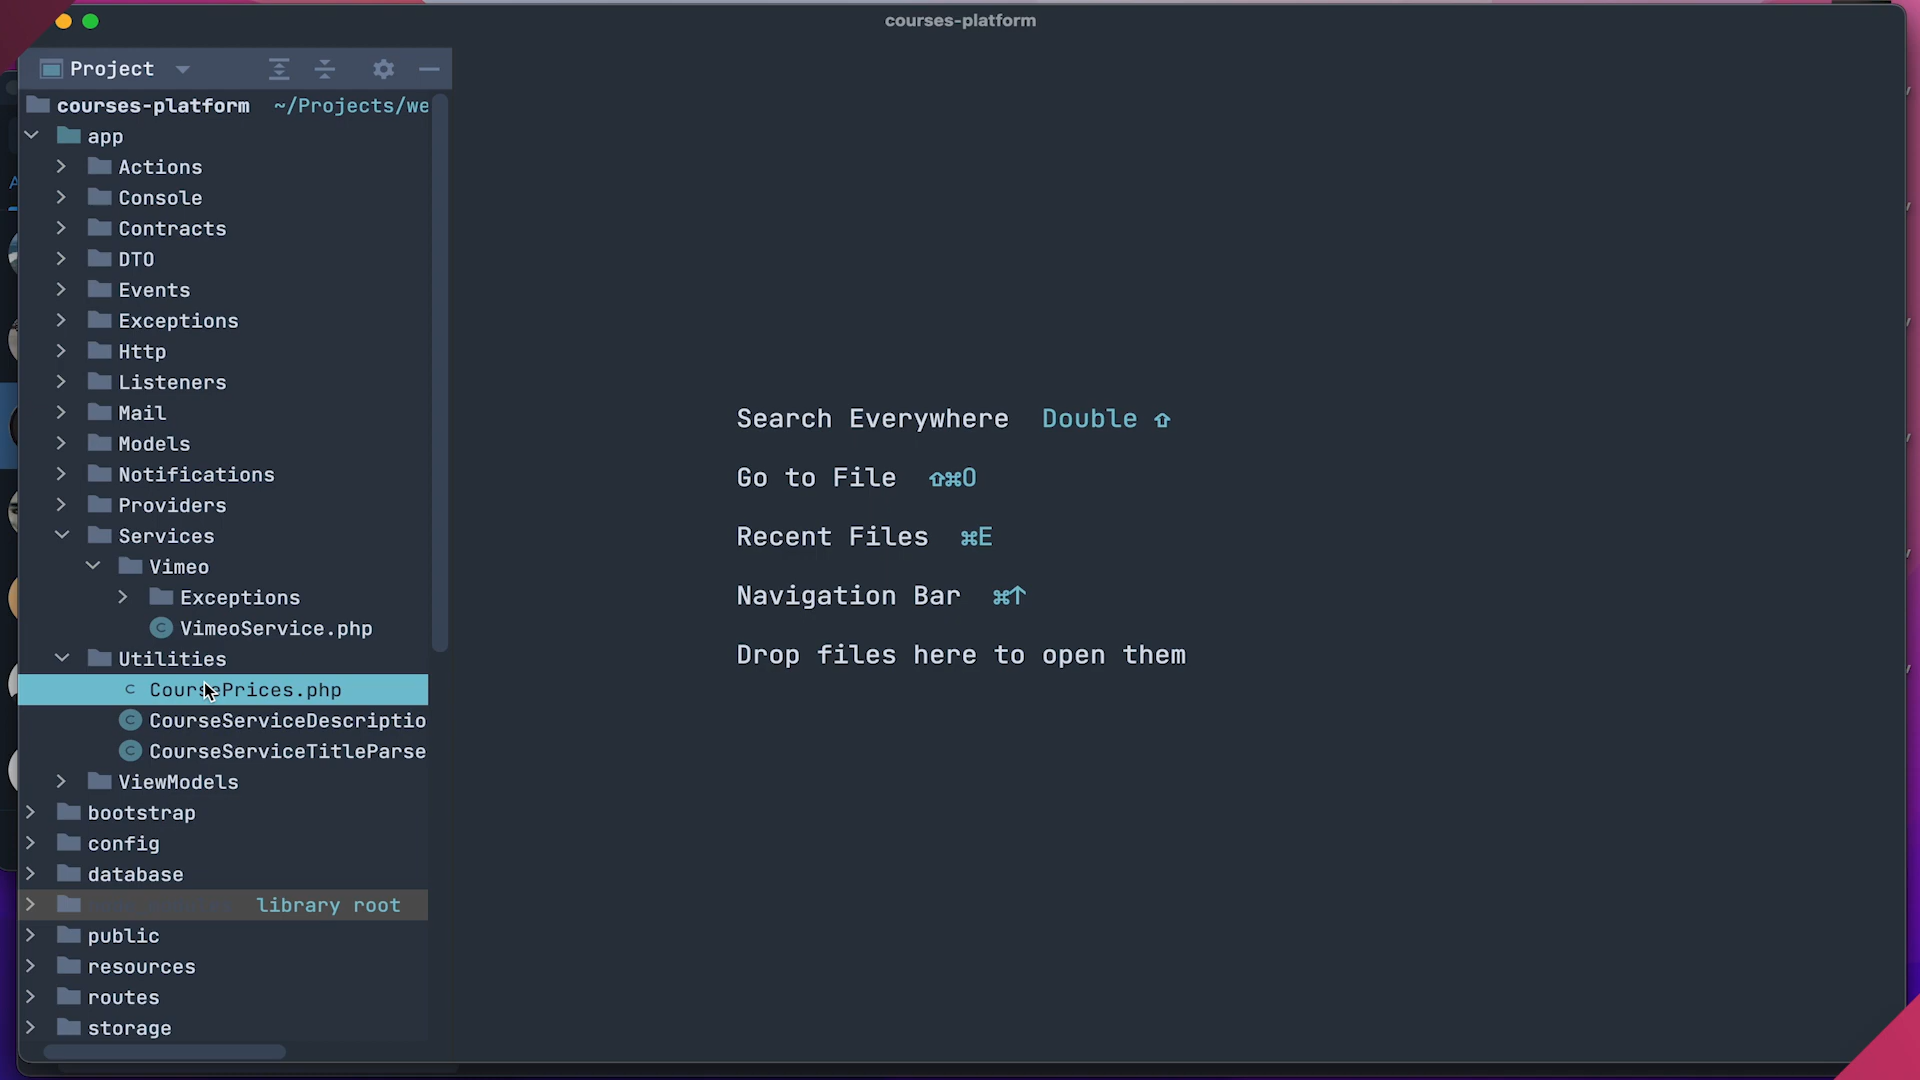 courses-platform
Project
courses-platform ~/Projects/we
app
Actions
Console
Contracts
DTO
Events
Exceptions
Http
Listeners
Mail
Models
Notifications
Providers
Services
Vimeo
Exceptions
VimeoService.php
Utilities
CoursePrices.php
CourseServiceDescriptio
CourseServiceTitleParse
ViewModels
bootstrap
config
database
library root
public
resources
routes
storage
Search Everywhere Double ⇧
Go to File ⇧⌘O
Recent Files ⌘E
Navigation Bar ⌘↑
Drop files here to open them